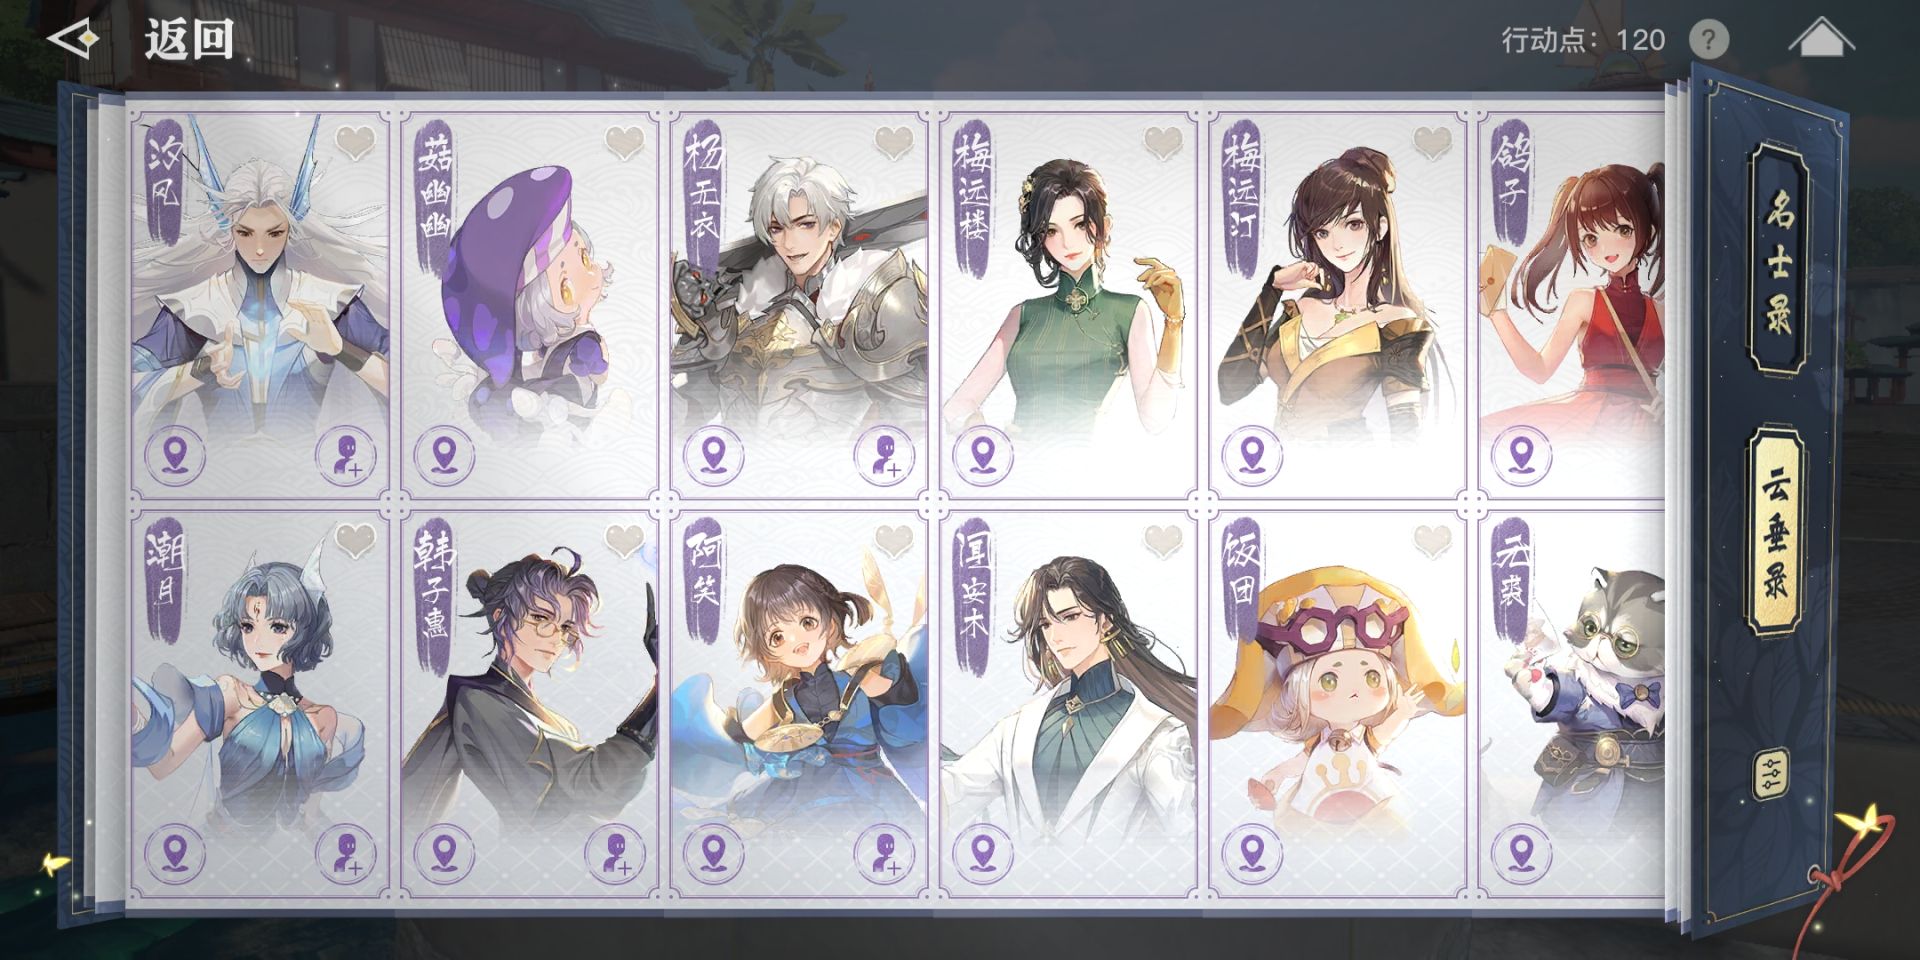 返回
行动点：120
?
汐风
菇幽幽
杨无衣
梅远楼
梅远汀
鸽子
潮月
韩子惠
阿笑
闻安木
饭团
元裘
名士录
云垂录